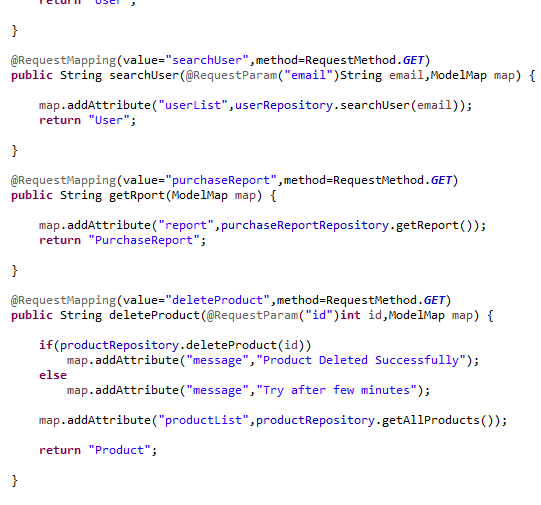 return "User";
}
@RequestMapping(value="searchUser",method=RequestMethod.GET)
public String searchUser(@RequestParam("email")String email,ModelMap map) {
map.addAttribute("userList",userRepository.searchUser(email));
return "User";
}
@RequestMapping(value="purchaseReport",method=RequestMethod.GET)
public String getRport(ModelMap map) {
map.addAttribute("report",purchaseReportRepository.getReport());
return "PurchaseReport";
}
@RequestMapping(value="deleteProduct",method=RequestMethod.GET)
public String deleteProduct(@RequestParam("id")int id,ModelMap map) {
if(productRepository.deleteProduct(id))
map.addAttribute("message","Product Deleted Successfully");
else
map.addAttribute("message","Try after few minutes");
map.addAttribute("productList",productRepository.getAllProducts());
return "Product";
}